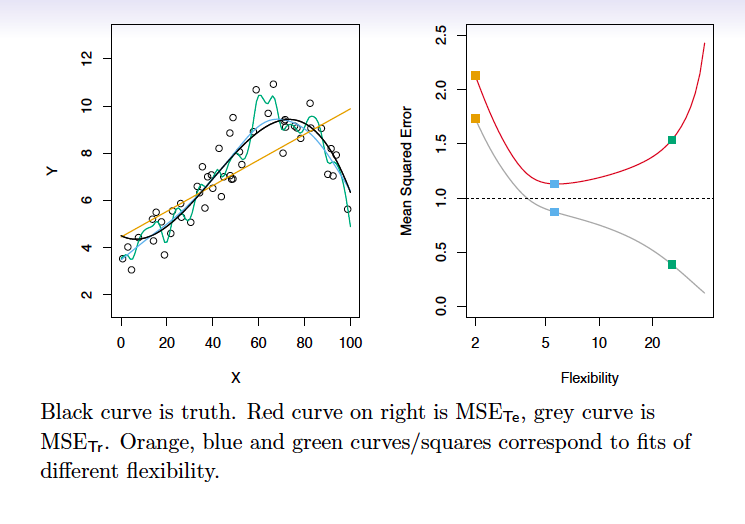 12
10
8
6
4
2
Y
0 20 40 60 80 100
X
2.5
2.0
1.5
1.0
0.5
0.0
Mean Squared Error
2 5 10 20
Flexibility
Black curve is truth. Red curve on right is MSETe, grey curve is
MSETr. Orange, blue and green curves/squares correspond to fits of
different flexibility.